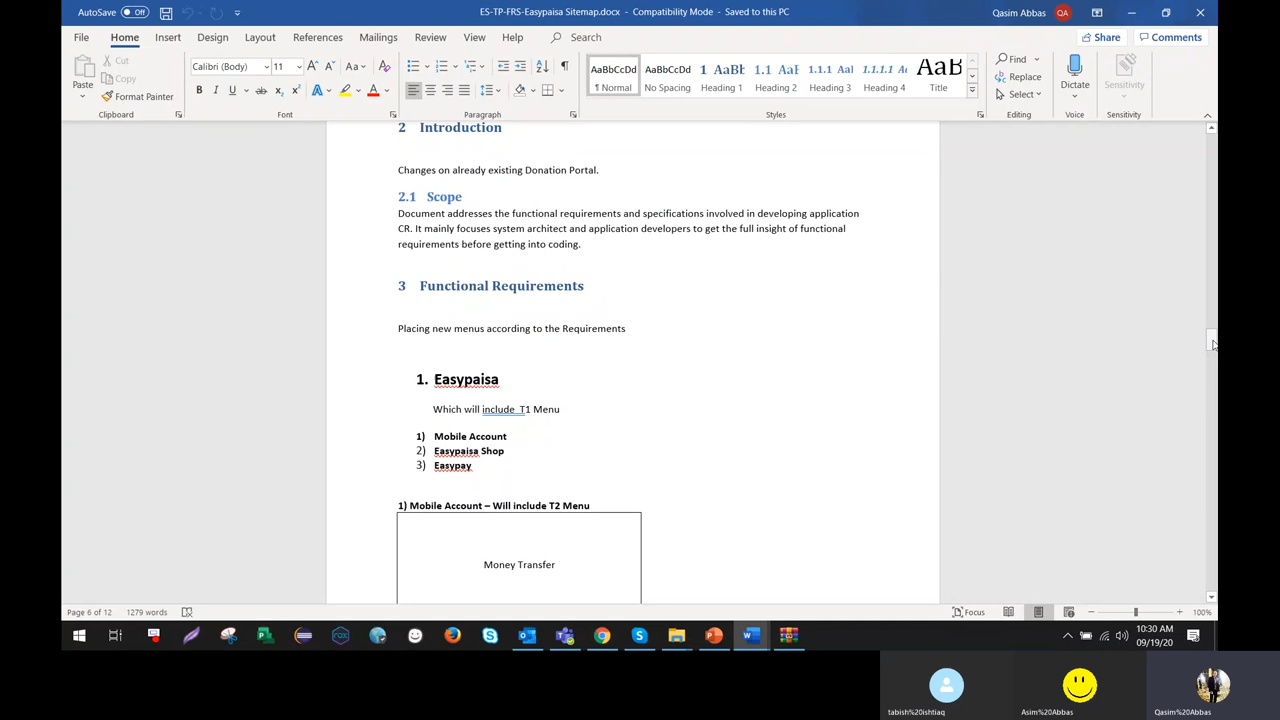 AutoSave Off
ES-TP-FRS-Easypaisa Sitemap.docx - Compatibility Mode - Saved to this PC
Qasim Abbas QA
File Home Insert Design Layout References Mailings Review View Help Search
Share Comments
Paste
Cut
Copy
Format Painter
Clipboard
Calibri (Body) 11
Font
Paragraph
AaBbCcDd AaBbCcDd 1 AaBb 1.1 AaE 1.1.1 Aal 1.1.1.1 Aa AaB
¶ Normal No Spacing Heading 1 Heading 2 Heading 3 Heading 4 Title
Styles
Find
Replace
Select
Editing
Dictate
Voice
Sensitivity
Sensitivity
2 Introduction
Changes on already existing Donation Portal.
2.1 Scope
Document addresses the functional requirements and specifications involved in developing application
CR. It mainly focuses system architect and application developers to get the full insight of functional
requirements before getting into coding.
3 Functional Requirements
Placing new menus according to the Requirements
1. Easypaisa
Which will include T1 Menu
1) Mobile Account
2) Easypaisa Shop
3) Easypay
1) Mobile Account – Will include T2 Menu
Money Transfer
Page 6 of 12 1279 words
Focus
100%
10:30 AM
09/19/20
tabish%20ishtiaq
Asim%20Abbas
Qasim%20Abbas